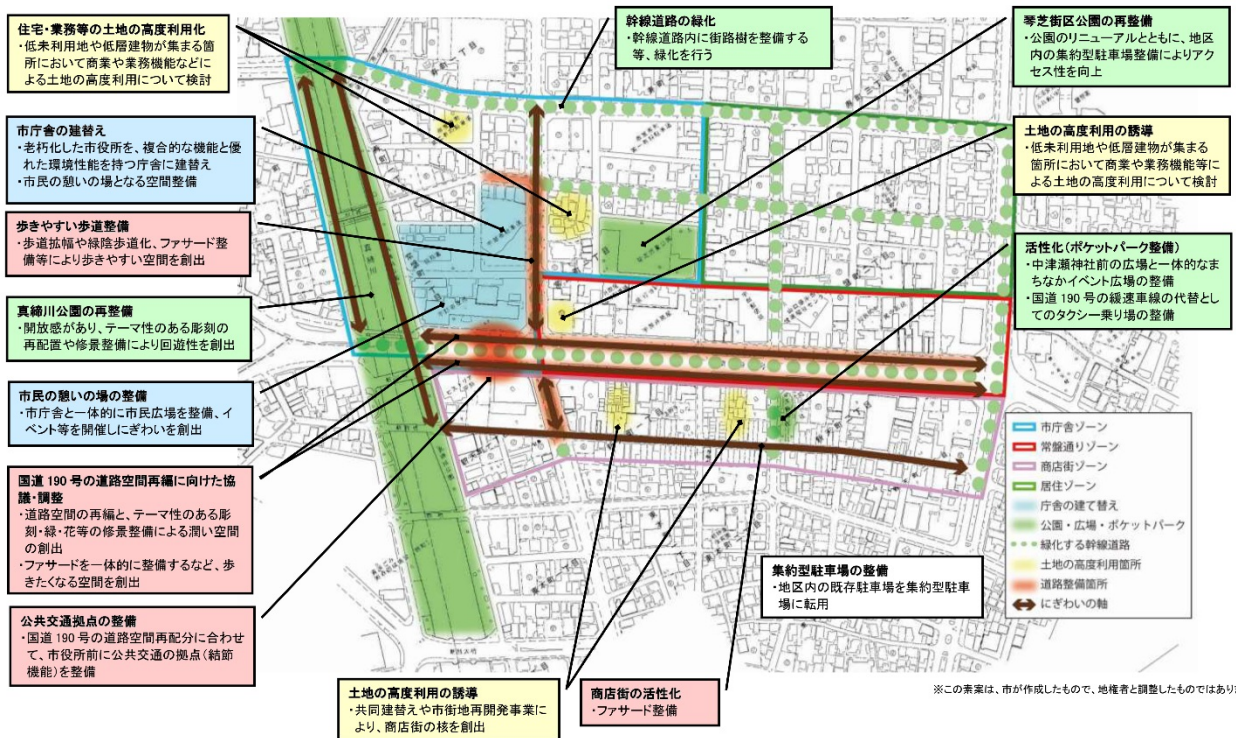 住宅・業務等の土地の高度利用化
・低未利用地や低層建物が集まる箇
所において商業や業務機能などに
よる土地の高度利用について検討
市庁舎の建替え
・老朽化した市役所を、複合的な機能と優
れた環境性能を持つ庁舎に建替え
・市民の憩いの場となる空間整備
歩きやすい歩道整備
・歩道拡幅や緑陰歩道化、ファサード整
備等により歩きやすい空間を創出
真締川公園の再整備
・開放感があり、テーマ性のある彫刻の
再配置や修景整備により回遊性を創出
市民の憩いの場の整備
・市庁舎と一体的に市民広場を整備、イ
ベント等を開催しにぎわいを創出
国道190号の道路空間再編に向けた協
議・調整
・道路空間の再編と、テーマ性のある彫
刻・緑・花等の修景整備による潤い空間
の創出
・ファサードを一体的に整備するなど、歩
きたくなる空間を創出
公共交通拠点の整備
・国道190号の道路空間再配分に合わせ
て、市役所前に公共交通の拠点(結節
機能)を整備
幹線道路の緑化
・幹線道路内に街路樹を整備する
等、緑化を行う
琴芝街区公園の再整備
・公園のリニューアルとともに、地区
内の集約型駐車場整備によりアク
セス性を向上
土地の高度利用の誘導
・低未利用地や低層建物が集まる
箇所において商業や業務機能等に
よる土地の高度利用について検討
活性化(ポケットパーク整備)
・中津瀬神社前の広場と一体的なま
ちなかイベント広場の整備
・国道190号の緩速車線の代替とし
てのタクシー乗り場の整備
市庁舎ゾーン
常盤通りゾーン
商店街ゾーン
居住ゾーン
庁舎の建て替え
公園・広場・ポケットパーク
緑化する幹線道路
土地の高度利用箇所
道路整備箇所
にぎわいの軸
集約型駐車場の整備
・地区内の既存駐車場を集約型駐車
場に転用
土地の高度利用の誘導
・共同建替えや市街地再開発事業に
より、商店街の核を創出
商店街の活性化
・ファサード整備
※この素案は、市が作成したもので、地権者と調整したものではあり